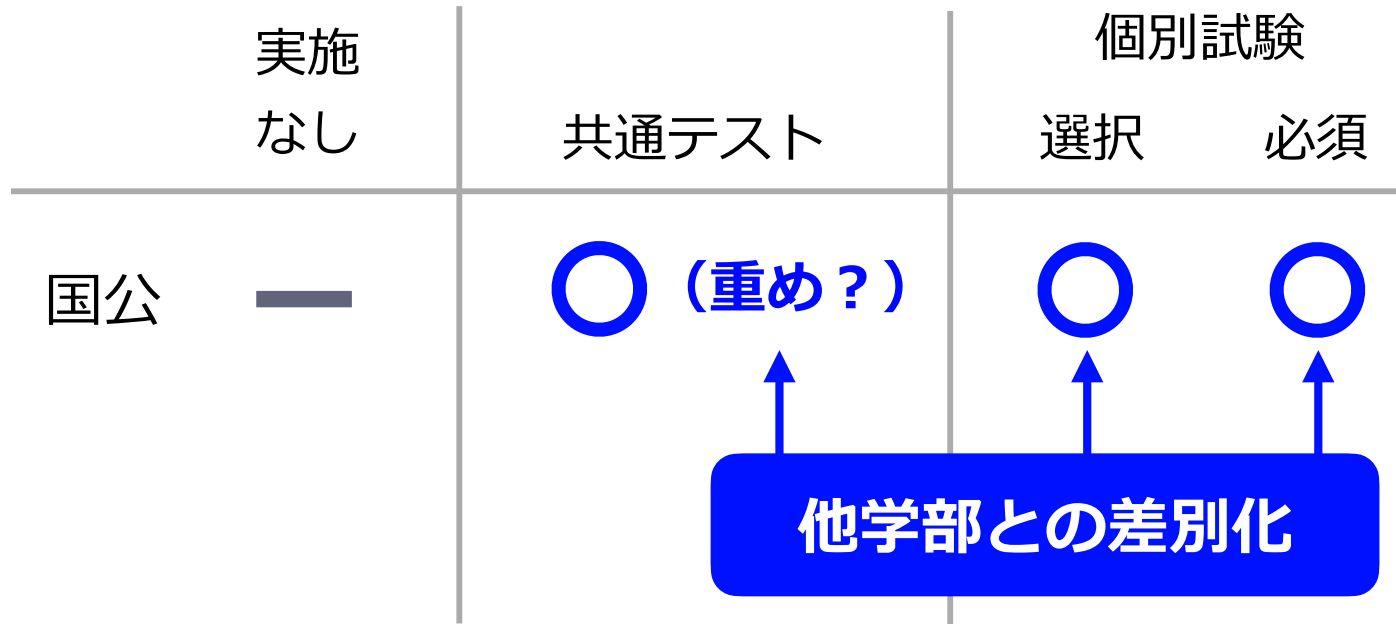 実施
なし
共通テスト
個別試験
選択
必須
国公
（重め？）
他学部との差別化